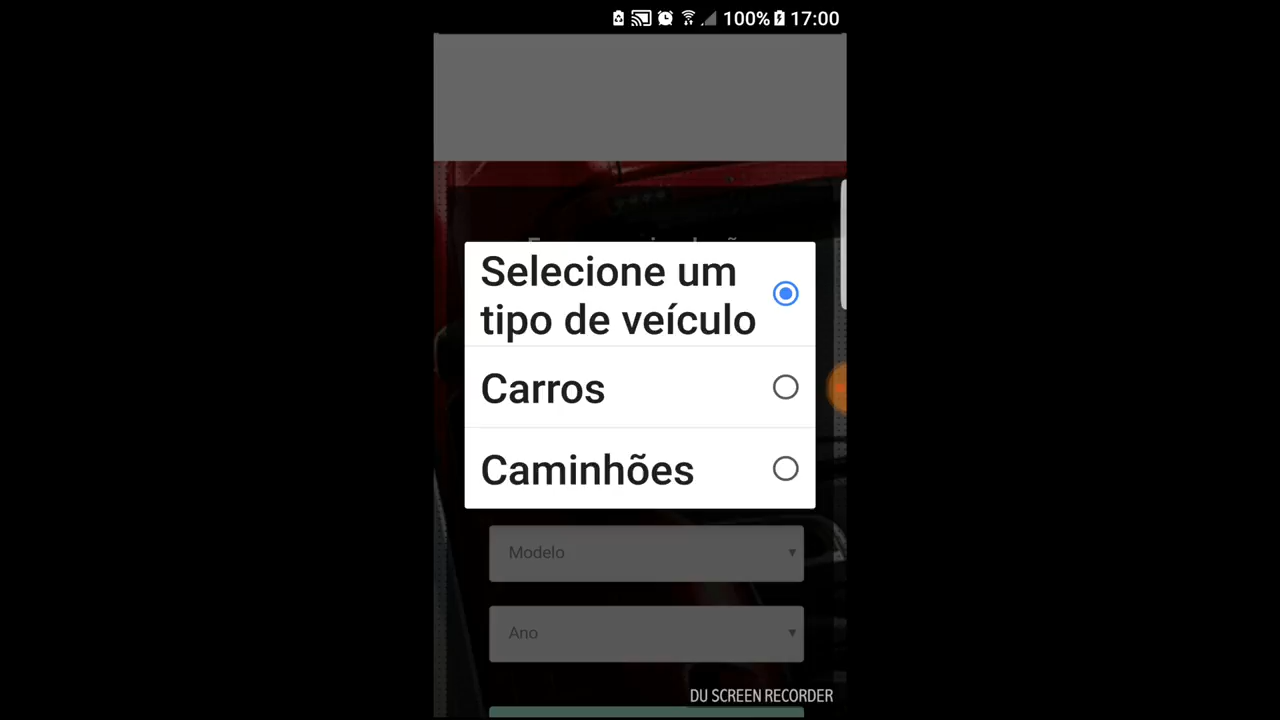 100% 17:00
Selecione um
tipo de veículo
Carros
Caminhões
Modelo
Ano
DU SCREEN RECORDER